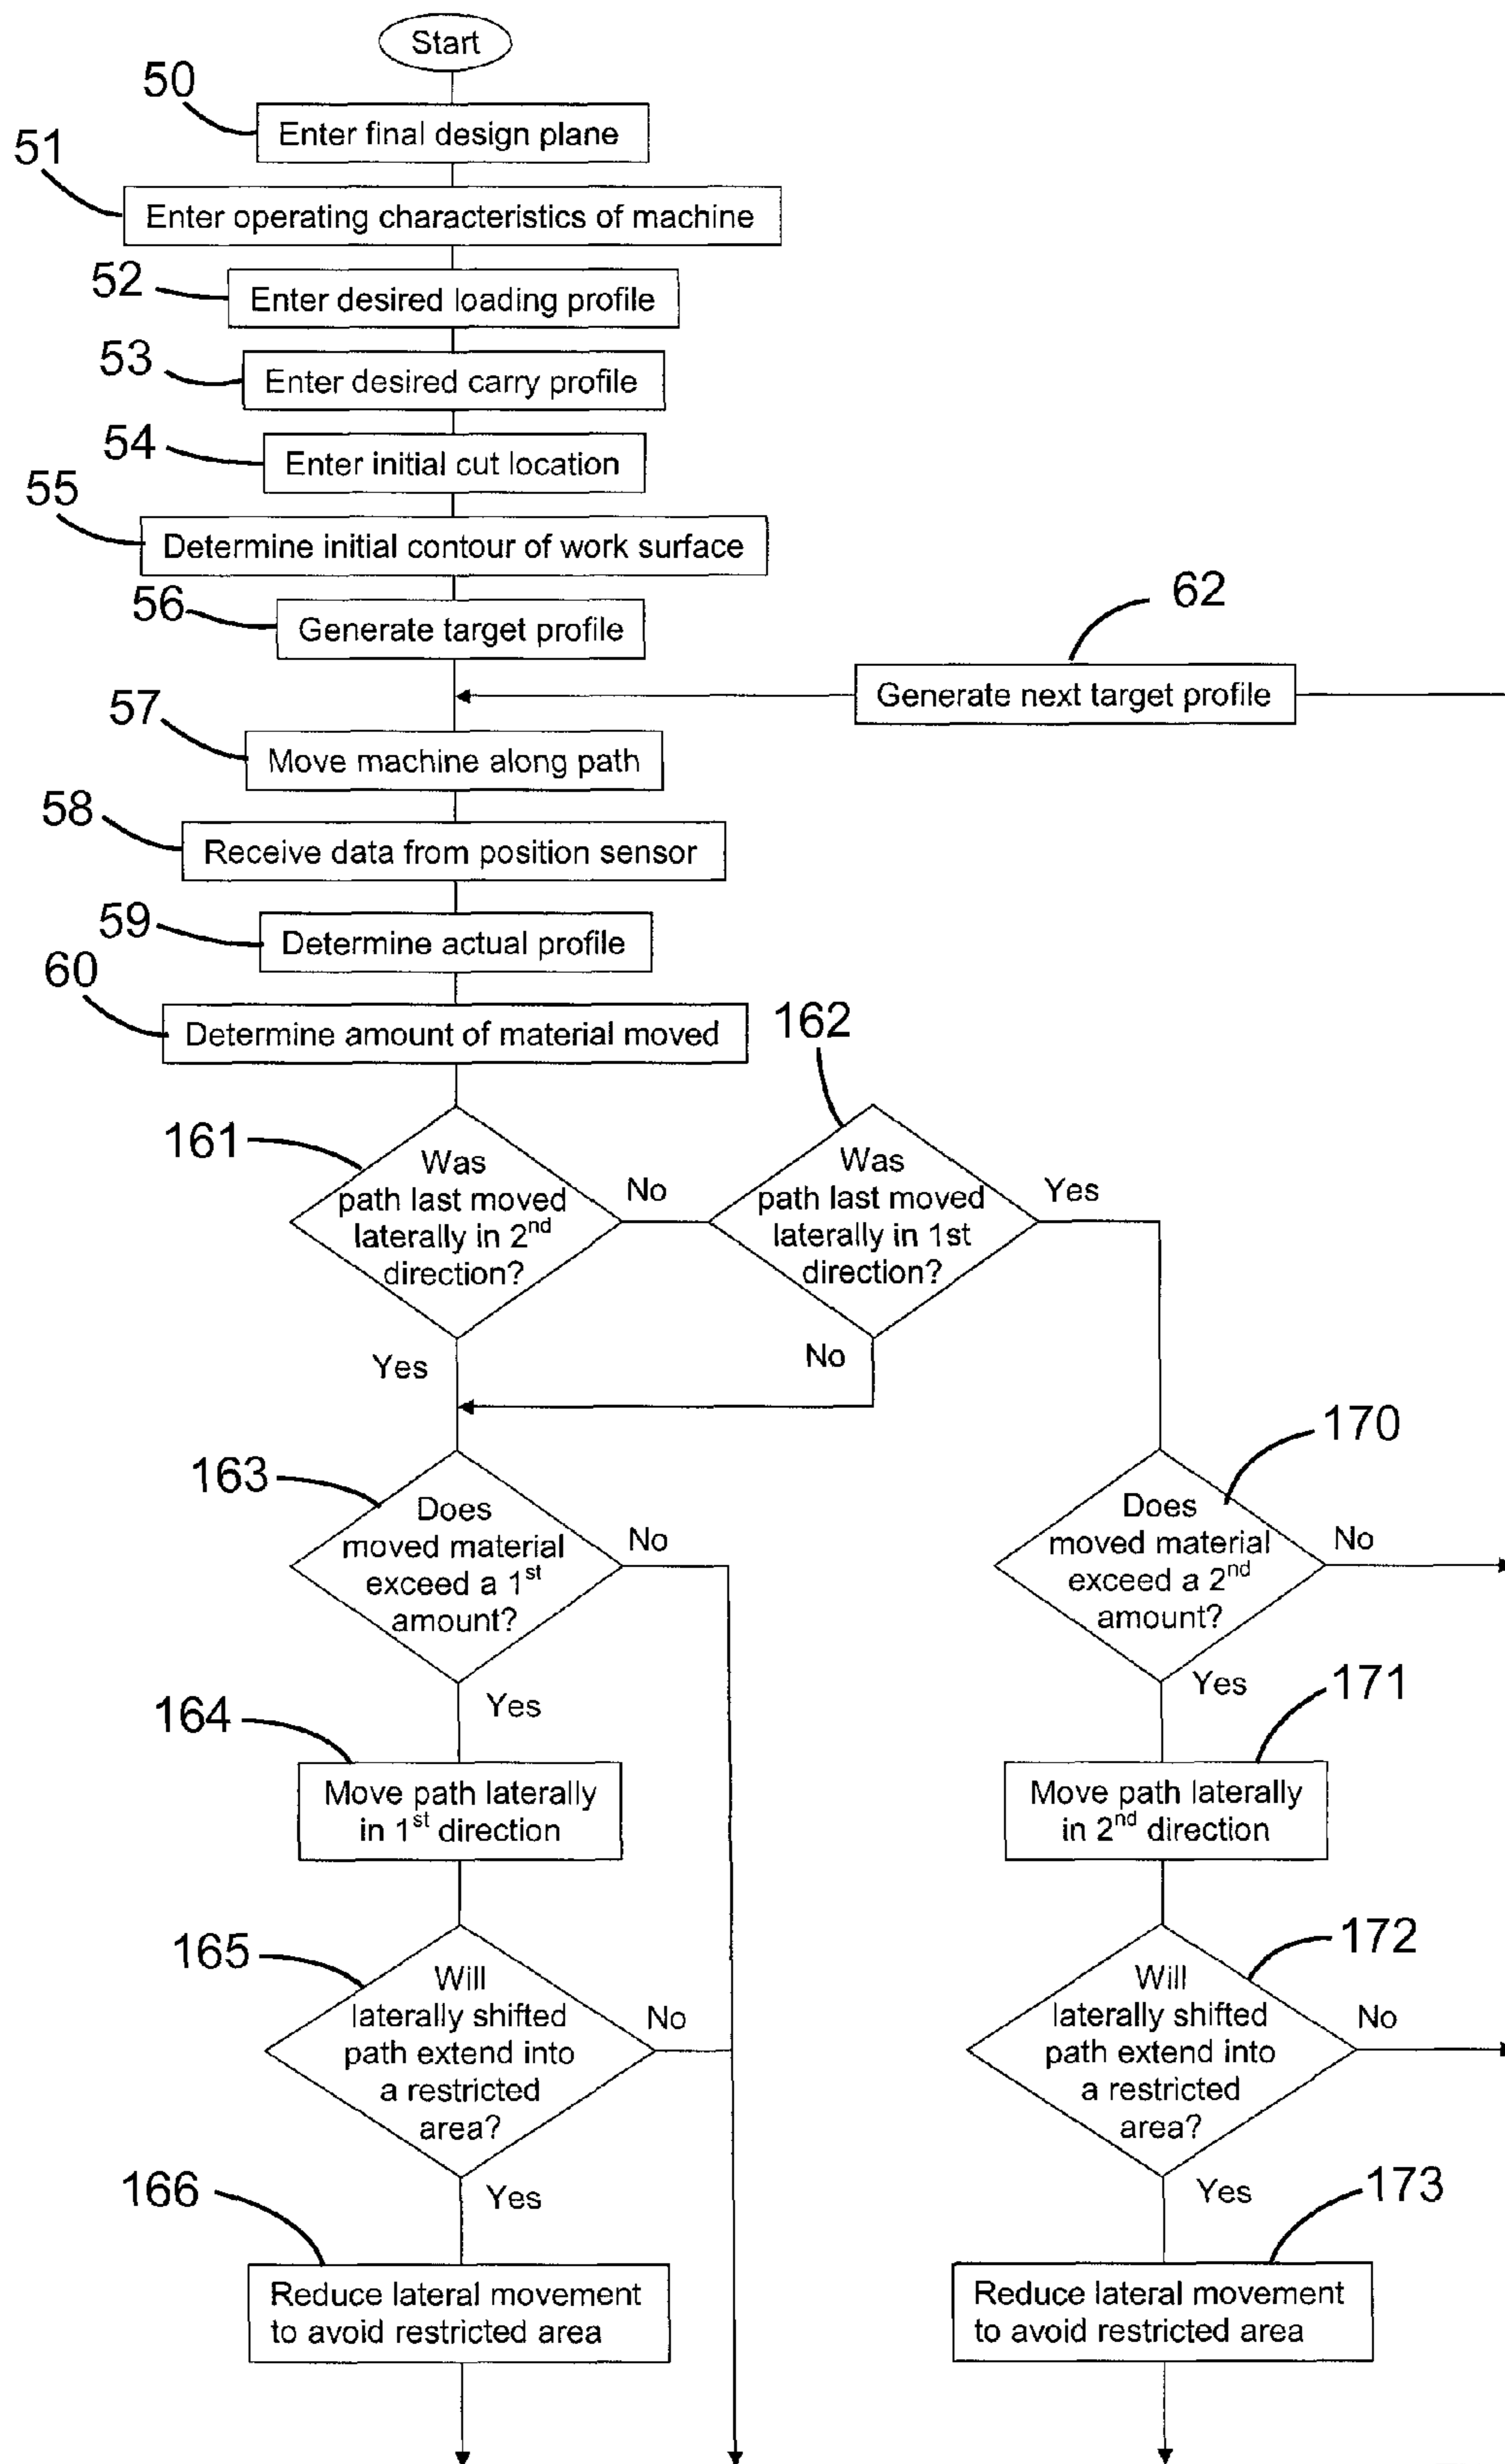 Start
50
Enter final design plane
51
Enter operating characteristics of machine
52
Enter desired loading profile
53
Enter desired carry profile
54
Enter initial cut location
55
Determine initial contour of work surface
56
Generate target profile
62
Generate next target profile
57
Move machine along path
58
Receive data from position sensor
59
Determine actual profile
60
Determine amount of material moved
161
Was
path last moved
laterally in 2nd
direction?
No
Yes
162
Was
path last moved
laterally in 1st
direction?
Yes
No
163
Does
moved material
exceed a 1st
amount?
No
Yes
170
Does
moved material
exceed a 2nd
amount?
No
Yes
164
Move path laterally
in 1st direction
171
Move path laterally
in 2nd direction
165
Will
laterally shifted
path extend into
a restricted
area?
No
Yes
172
Will
laterally shifted
path extend into
a restricted
area?
No
Yes
166
Reduce lateral movement
to avoid restricted area
173
Reduce lateral movement
to avoid restricted area